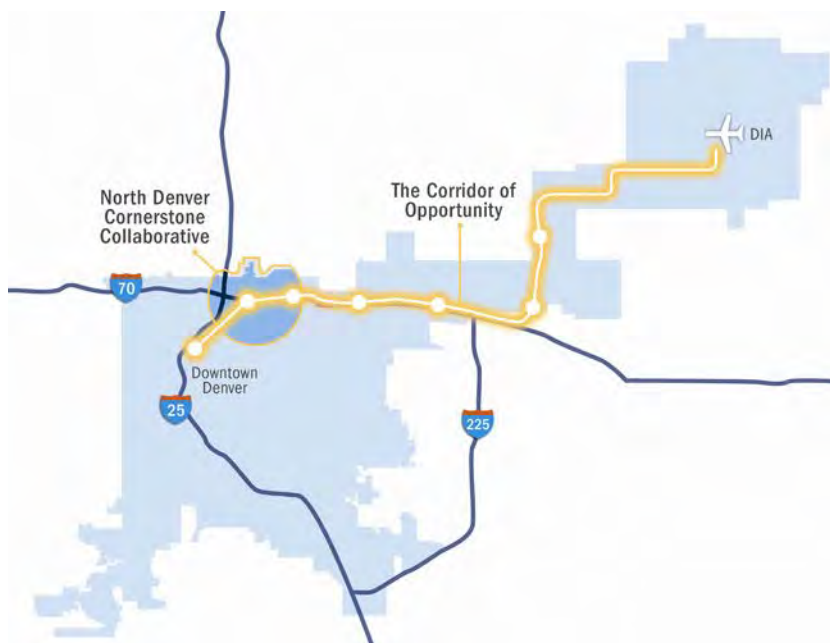 DIA
North Denver
Cornerstone
Collaborative
The Corridor of
Opportunity
70
Downtown
Denver
25
225